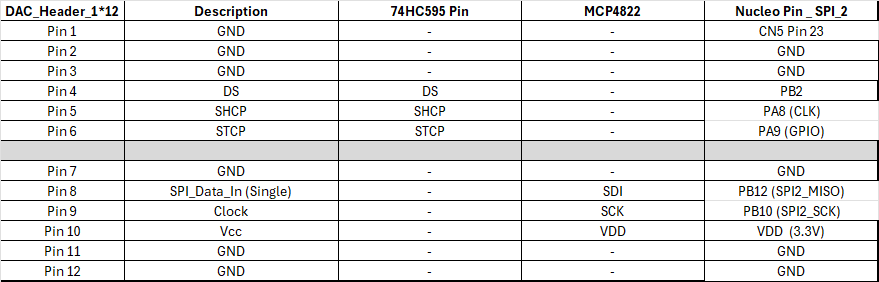 DAC_Header_1*12 Description 74HC595 Pin MCP4822 Nucleo Pin _ SPI_2
Pin 1 GND - - CN5 Pin 23
Pin 2 GND - - GND
Pin 3 GND - - GND
Pin 4 DS DS - PB2
Pin 5 SHCP SHCP - PA8 (CLK)
Pin 6 STCP STCP - PA9 (GPIO)
Pin 7 GND - - GND
Pin 8 SPI_Data_In (Single) - SDI PB12 (SPI2_MISO)
Pin 9 Clock - SCK PB10 (SPI2_SCK)
Pin 10 Vcc - VDD VDD (3.3V)
Pin 11 GND - - GND
Pin 12 GND - - GND